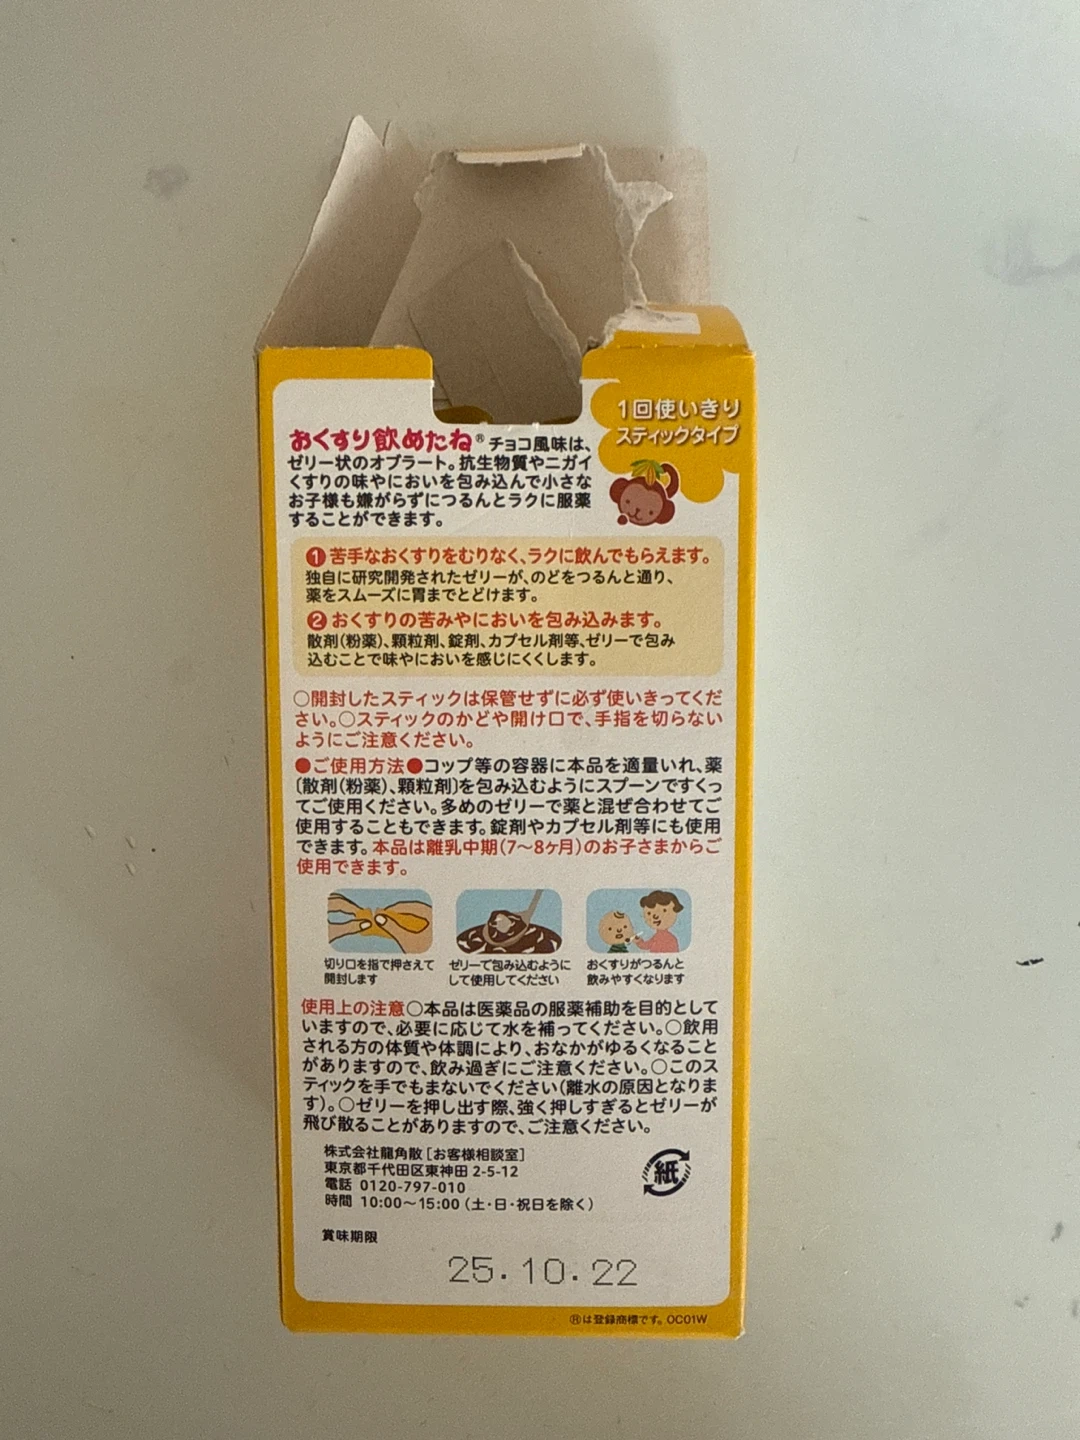 1回使いきり
スティックタイプ
おくすり飲めたね® チョコ風味は、
ゼリー状のオブラート。抗生物質やニガイ
くすりの味やにおいを包み込んで小さな
お子様も嫌がらずにつるんとラクに服薬
することができます。
❶苦手なおくすりをむりなく、ラクに飲んでもらえます。
独自に研究開発されたゼリーが、のどをつるんと通り、
薬をスムーズに胃までとどけます。
❷おくすりの苦みやにおいを包み込みます。
散剤(粉薬)、顆粒剤、錠剤、カプセル剤等、ゼリーで包み
込むことで味やにおいを感じにくくします。
○開封したスティックは保管せずに必ず使いきってくだ
さい。○スティックのかどや開け口で、手指を切らない
ようにご注意ください。
●ご使用方法●コップ等の容器に本品を適量いれ、薬
〔散剤(粉薬)、顆粒剤〕を包み込むようにスプーンですくっ
てご使用ください。多めのゼリーで薬と混ぜ合わせてご
使用することもできます。錠剤やカプセル剤等にも使用
できます。本品は離乳中期(7〜8ヶ月)のお子さまからご
使用できます。
切り口を指で押さえて
開封します
ゼリーで包み込むように
して使用してください
おくすりがつるんと
飲みやすくなります
使用上の注意○本品は医薬品の服薬補助を目的として
いますので、必要に応じて水を補ってください。○飲用
される方の体質や体調により、おなかがゆるくなること
がありますので、飲み過ぎにご注意ください。○このス
ティックを手でもまないでください(離水の原因となりま
す)。○ゼリーを押し出す際、強く押しすぎるとゼリーが
飛び散ることがありますので、ご注意ください。
株式会社龍角散[お客様相談室]
東京都千代田区東神田 2-5-12
電話 0120-797-010
時間 10:00〜15:00(土・日・祝日を除く)
紙
賞味期限
25.10.22
®は登録商標です。OC01W